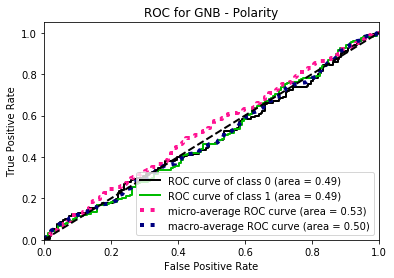 ROC for GNB - Polarity
True Positive Rate
1.0
0.8
0.6
0.4
0.2
0.0
ROC curve of class 0 (area = 0.49)
ROC curve of class 1 (area = 0.49)
micro-average ROC curve (area = 0.53)
macro-average ROC curve (area = 0.50)
0.0 0.2 0.4 0.6 0.8 1.0
False Positive Rate